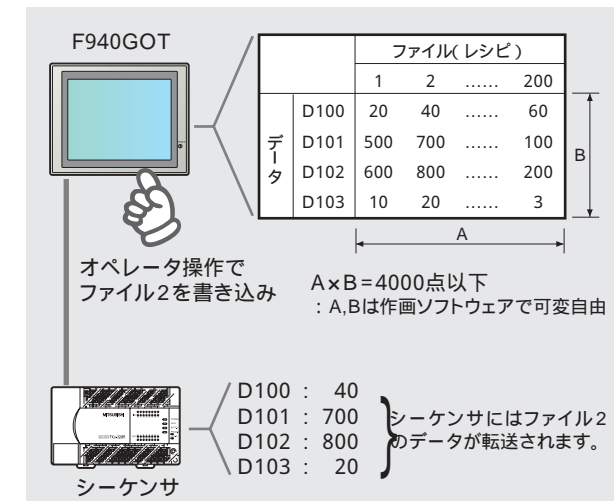 F940GOT
ファイル(レシピ)
1 2 …… 200
データ
D100 20 40 …… 60
D101 500 700 …… 100
D102 600 800 …… 200
D103 10 20 …… 3
B
A
オペレータ操作で
ファイル2を書き込み
A×B=4000点以下
：A,Bは作画ソフトウェアで可変自由
MITSUBISHI
D100 : 40
D101 : 700
D102 : 800
D103 : 20
シーケンサにはファイル2
のデータが転送されます。
シーケンサ